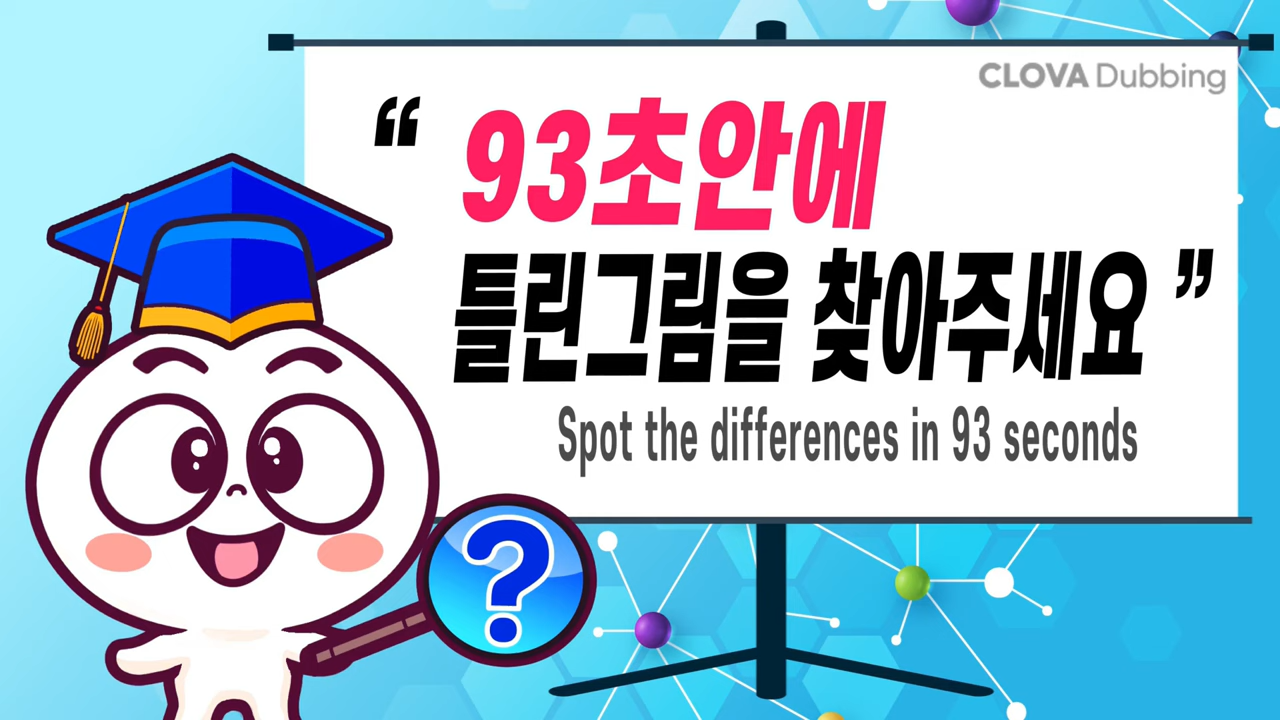 CLOVA Dubbing
“ 93초안에
틀린그림을 찾아주세요 ”
Spot the differences in 93 seconds
?